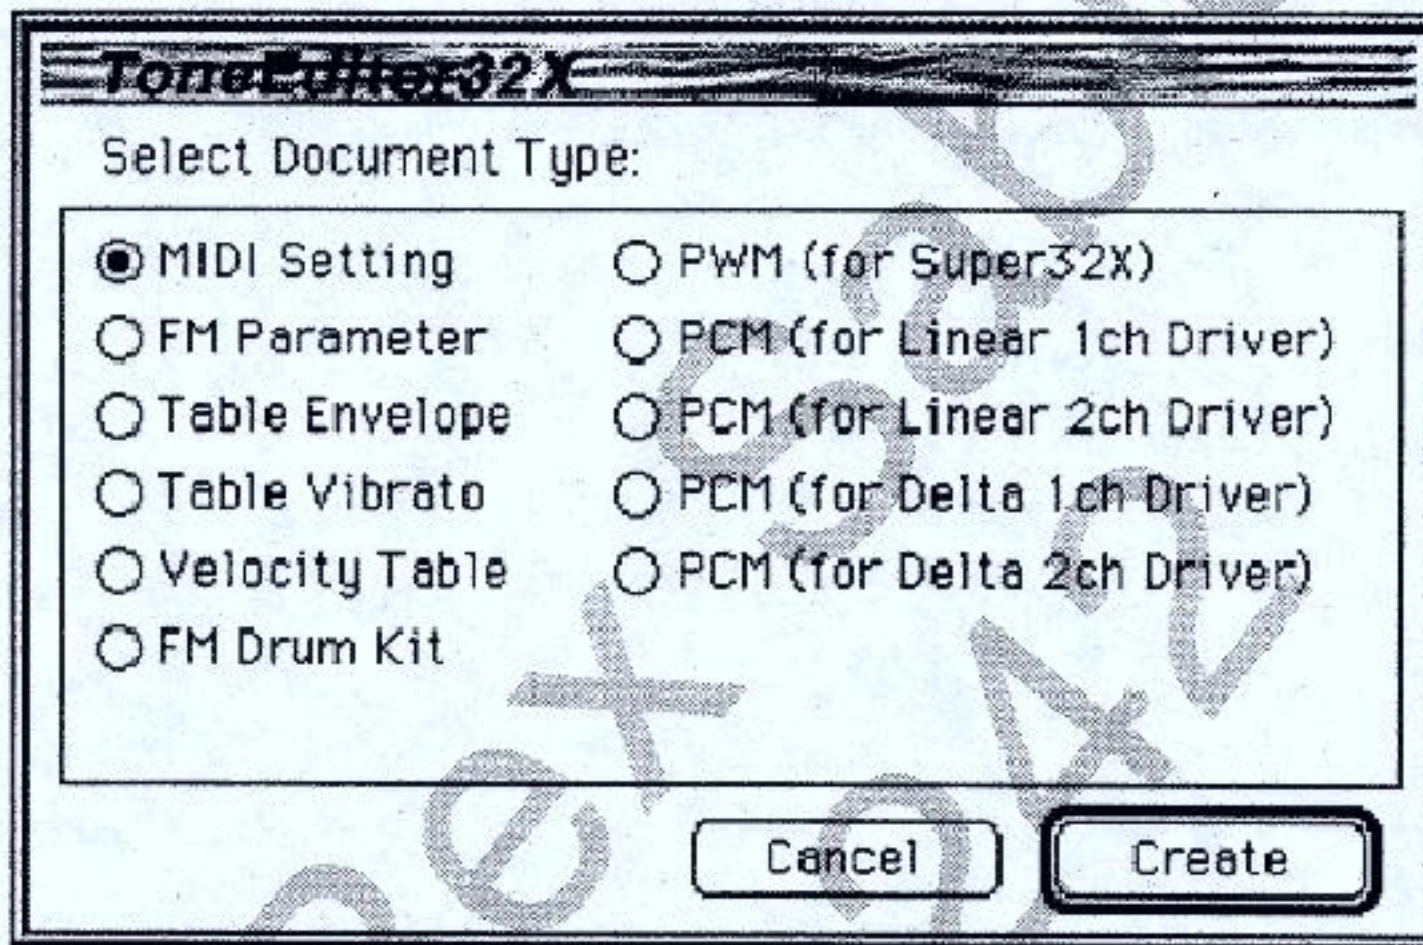 ToneEditor32X
Select Document Type:
MIDI Setting
FM Parameter
Table Envelope
Table Vibrato
Velocity Table
FM Drum Kit
PWM (for Super32X)
PCM (for Linear 1ch Driver)
PCM (for Linear 2ch Driver)
PCM (for Delta 1ch Driver)
PCM (for Delta 2ch Driver)
Cancel
Create